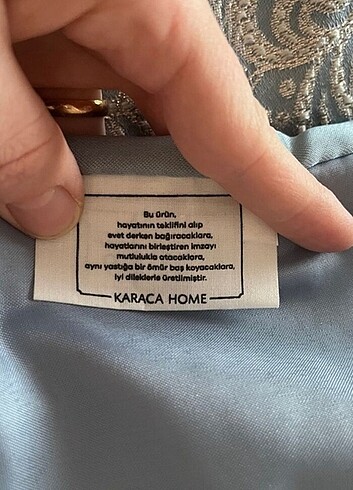 Bu ürün,
hayatının teklifini alıp
evet derken bağıracaklara,
hayatlarını birleştiren imzayı
mutlulukla atacaklara,
aynı yastığa bir ömür baş koyacaklara,
iyi dileklerle üretilmiştir.
KARACA HOME